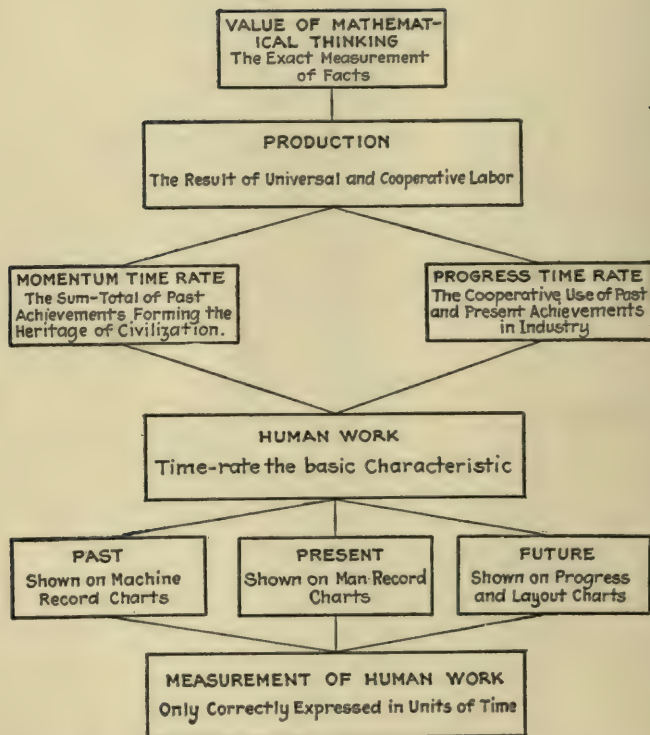 VALUE OF MATHEMAT-
ICAL THINKING
The Exact Measurement
of Facts
PRODUCTION
The Result of Universal and Cooperative Labor
MOMENTUM TIME RATE
The Sum-Total of Past
Achievements Forming the
Heritage of Civilization.
PROGRESS TIME RATE
The Cooperative Use of Past
and Present Achievements
in Industry
HUMAN WORK
Time-rate the basic Characteristic
PAST
Shown on Machine
Record Charts
PRESENT
Shown on Man-Record
Charts
FUTURE
Shown on Progress
and Layout Charts
MEASUREMENT OF HUMAN WORK
Only Correctly Expressed in Units of Time